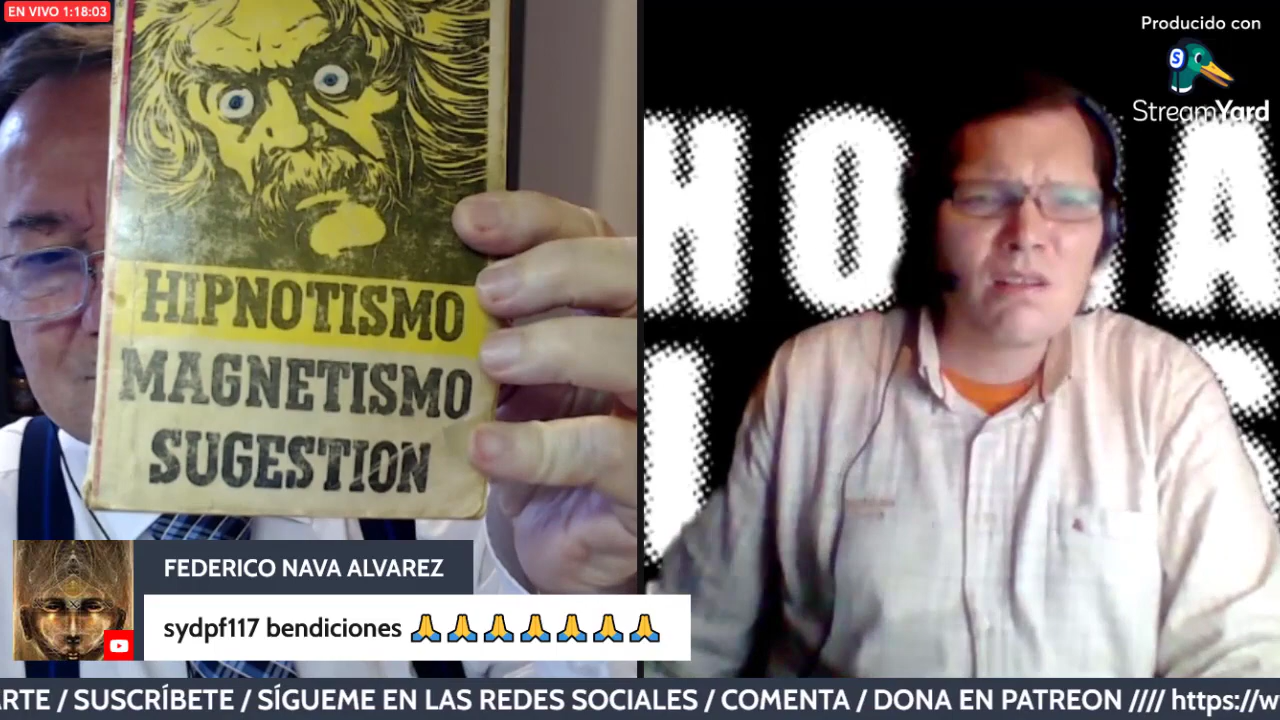 EN VIVO 1:18:03
Producido con
S
StreamYard
HIPNOTISMO
MAGNETISMO
SUGESTION
FEDERICO NAVA ALVAREZ
sydpf117 bendiciones 🙏🙏🙏🙏🙏🙏🙏
ARTE / SUSCRÍBETE / SÍGUEME EN LAS REDES SOCIALES / COMENTA / DONA EN PATREON //// https://w